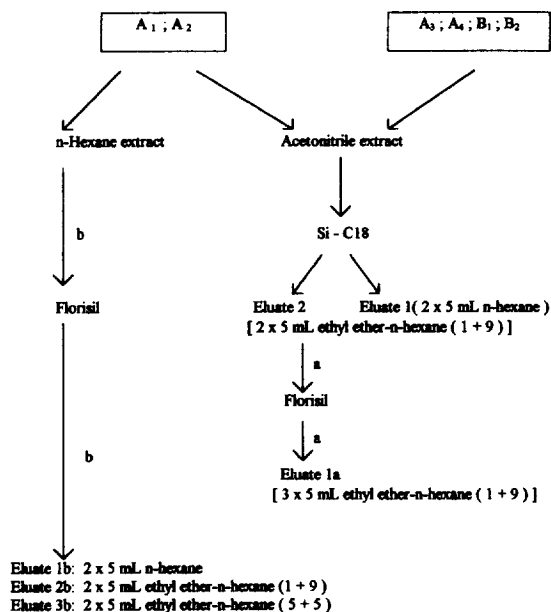 A1 ; A2
A3 ; A4 ; B1 ; B2
n-Hexane extract
Acetonitrile extract
b
Si - C18
Florisil
Eluate 2
Eluate 1( 2 x 5 mL n-hexane )
[ 2 x 5 mL ethyl ether-n-hexane ( 1 + 9 ) ]
a
Florisil
a
b
Eluate 1a
[ 3 x 5 mL ethyl ether-n-hexane ( 1 + 9 ) ]
Eluate 1b: 2 x 5 mL n-hexane
Eluate 2b: 2 x 5 mL ethyl ether-n-hexane ( 1 + 9 )
Eluate 3b: 2 x 5 mL ethyl ether-n-hexane ( 5 + 5 )